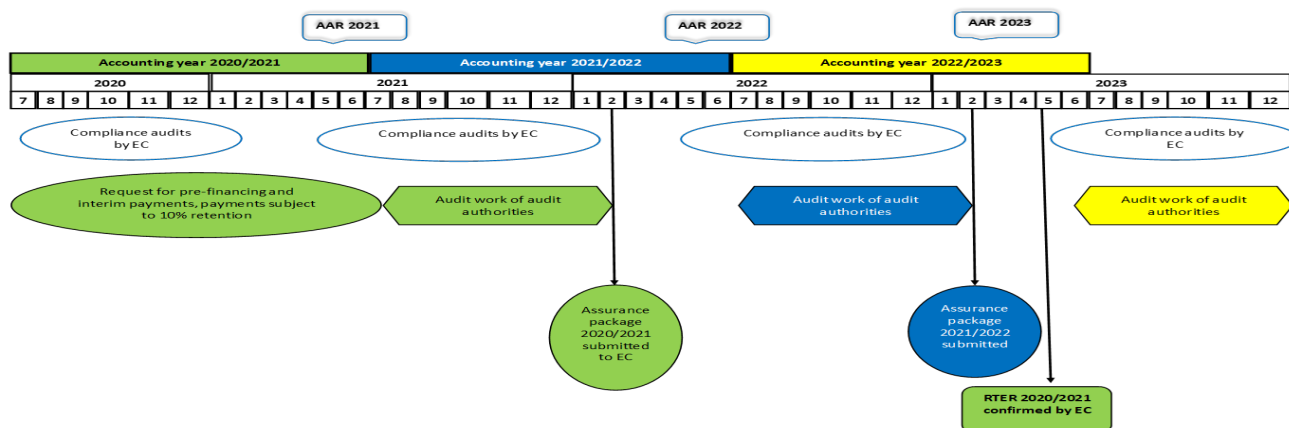 AAR 2021
AAR 2022
AAR 2023
Accounting year 2020/2021
Accounting year 2021/2022
Accounting year 2022/2023
2020
2021
2022
2023
7 8 9 10 11 12 1 2 3 4 5 6 7 8 9 10 11 12 1 2 3 4 5 6 7 8 9 10 11 12 1 2 3 4 5 6 7 8 9 10 11 12
Compliance audits
by EC
Compliance audits by EC
Compliance audits by EC
Compliance audits by
EC
Request for pre-financing and
interim payments, payments subject
to 10% retention
Audit work of audit
authorities
Audit work of audit
authorities
Audit work of audit
authorities
Assurance
package
2020/2021
submitted
to EC
Assurance
package
2021/2022
submitted
RTER 2020/2021
confirmed by EC